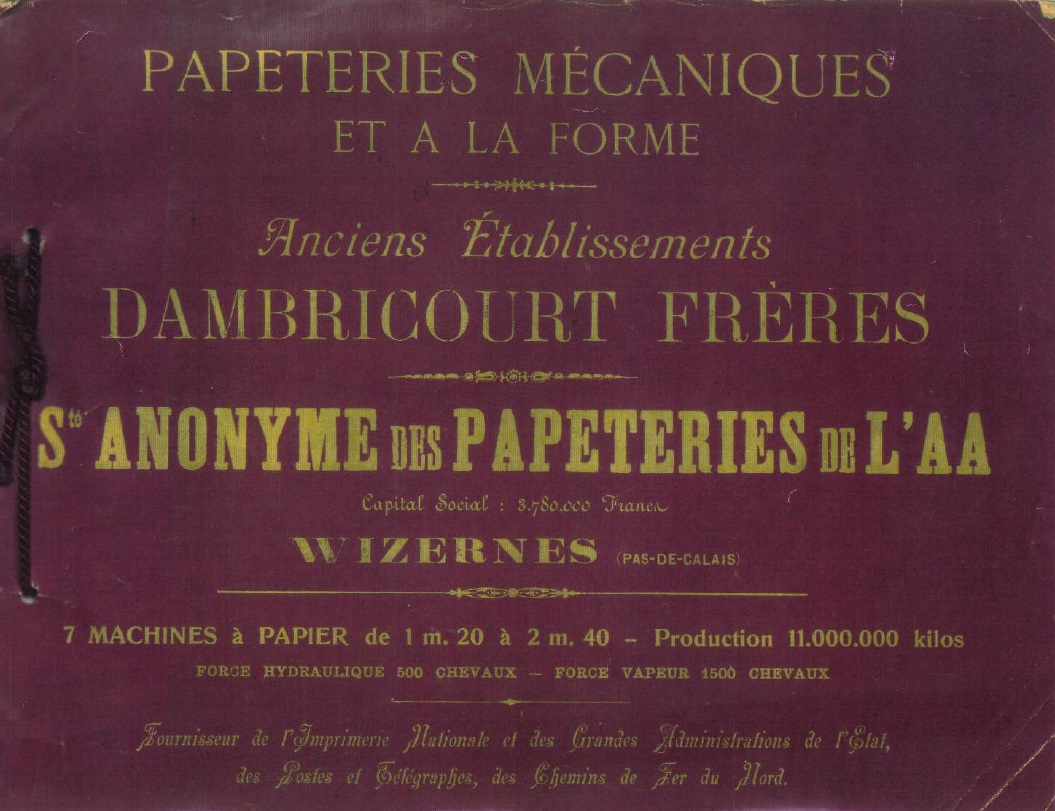 PAPETERIES MÉCANIQUES
ET A LA FORME
Anciens Établissements
DAMBRICOURT FRÈRES
Sté ANONYME DES PAPETERIES DE L'AA
Capital Social : 3.780.000 Francs
WIZERNES (PAS-DE-CALAIS)
7 MACHINES à PAPIER de 1 m. 20 à 2 m. 40 — Production 11.000.000 kilos
FORCE HYDRAULIQUE 500 CHEVAUX — FORCE VAPEUR 1500 CHEVAUX
Fournisseur de l'Imprimerie Nationale et des Grandes Administrations de l'Etat,
des Postes et Télégraphes, des Chemins de Fer du Nord.